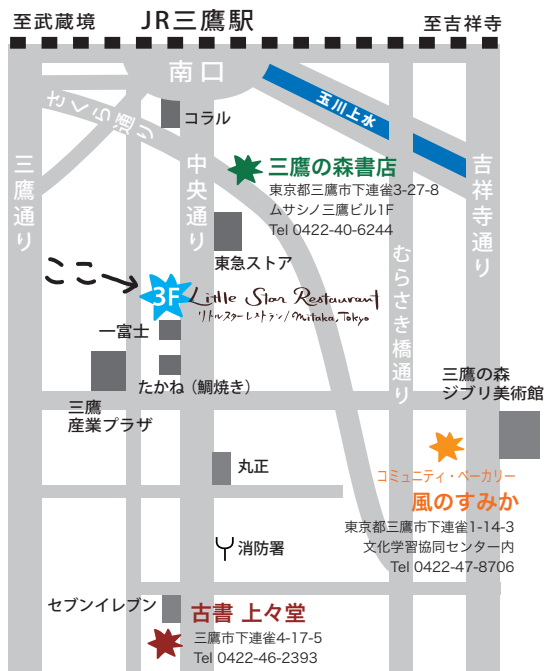 至武蔵境
JR三鷹駅
至吉祥寺
南口
さくら通り
コラル
玉川上水
三鷹通り
中央通り
吉祥寺通り
三鷹の森書店
東京都三鷹市下連雀3-27-8
ムサシノ三鷹ビル1F
Tel 0422-40-6244
東急ストア
むらさき橋通り
ここ
3F
Little Star Restaurant
リトルスターレストラン/Mitaka, Tokyo
一富士
たかね（鯛焼き）
三鷹
産業プラザ
三鷹の森
ジブリ美術館
丸正
コミュニティ・ベーカリー
風のすみか
東京都三鷹市下連雀1-14-3
文化学習協同センター内
Tel 0422-47-8706
消防署
セブンイレブン
古書 上々堂
三鷹市下連雀4-17-5
Tel 0422-46-2393